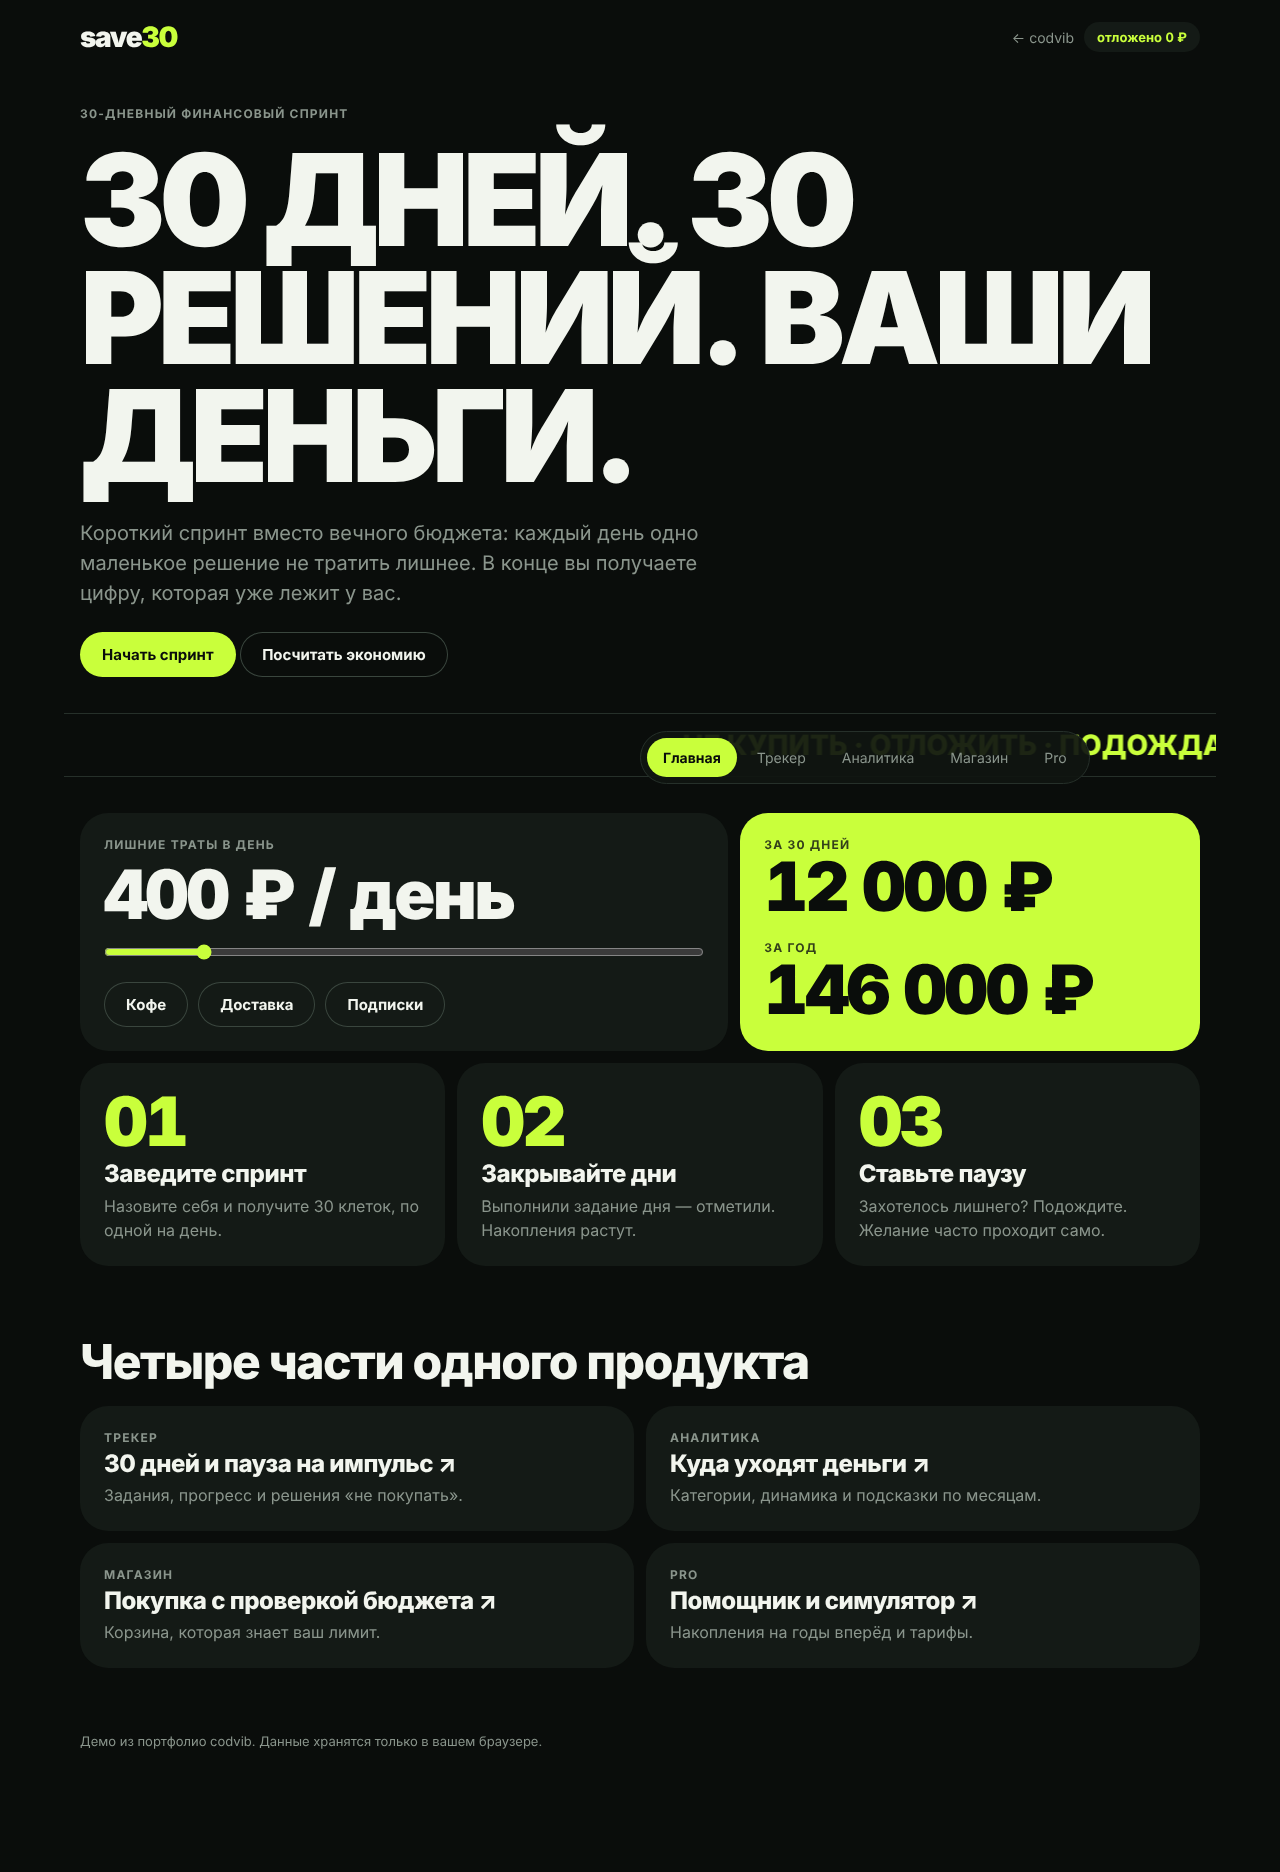 save30
← codvib
отложено 0 ₽
30-ДНЕВНЫЙ ФИНАНСОВЫЙ СПРИНТ
30 ДНЕЙ. 30
РЕШЕНИЙ. ВАШИ
ДЕНЬГИ.
Короткий спринт вместо вечного бюджета: каждый день одно
маленькое решение не тратить лишнее. В конце вы получаете
цифру, которая уже лежит у вас.
Начать спринт
Посчитать экономию
КУПИТЬ · ОТЛОЖИТЬ · ПОДОЖДА
Главная
Трекер
Аналитика
Магазин
Pro
ЛИШНИЕ ТРАТЫ В ДЕНЬ
400 ₽ / день
Кофе
Доставка
Подписки
ЗА 30 ДНЕЙ
12 000 ₽
ЗА ГОД
146 000 ₽
01
Заведите спринт
Назовите себя и получите 30 клеток, по
одной на день.
02
Закрывайте дни
Выполнили задание дня — отметили.
Накопления растут.
03
Ставьте паузу
Захотелось лишнего? Подождите.
Желание часто проходит само.
Четыре части одного продукта
ТРЕКЕР
30 дней и пауза на импульс ↗
Задания, прогресс и решения «не покупать».
АНАЛИТИКА
Куда уходят деньги ↗
Категории, динамика и подсказки по месяцам.
МАГАЗИН
Покупка с проверкой бюджета ↗
Корзина, которая знает ваш лимит.
PRO
Помощник и симулятор ↗
Накопления на годы вперёд и тарифы.
Демо из портфолио codvib. Данные хранятся только в вашем браузере.